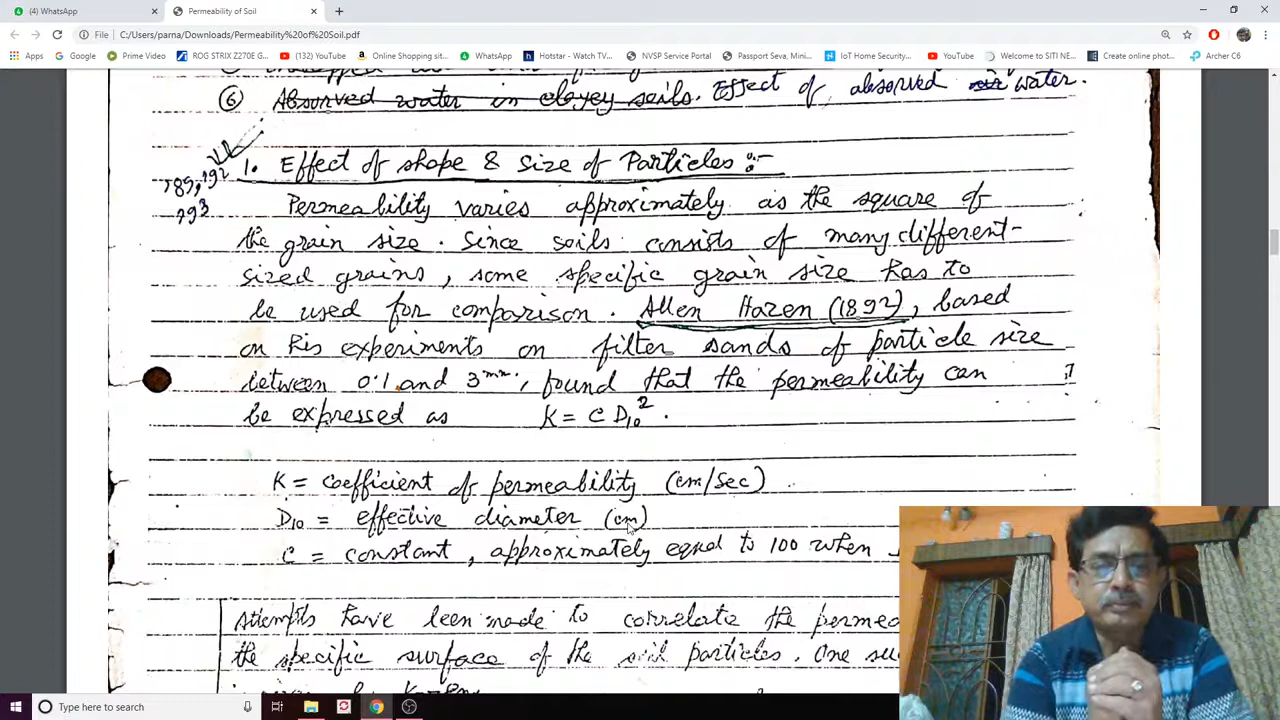 (4) WhatsApp
Permeability of Soil
File | C:/Users/parna/Downloads/Permeability%20of%20Soil.pdf
Apps Google Prime Video ROG STRIX Z270E G... (132) YouTube Online Shopping sit... WhatsApp Hotstar - Watch TV... NVSP Service Portal Passport Seva, Mini... IoT Home Security... YouTube Welcome to SITI NE... Create online phot... Archer C6
⑥ Absorved water in clayey soils. Effect of absorved water.
1. Effect of shape & size of Particles :-
Permeability varies approximately as the square of
the grain size. Since soils consists of many different-
sized grains, some specific grain size has to
be used for comparison. Allen Hazen (1892), based
on his experiments on filter sands of particle size
between 0.1 and 3mm, found that the permeability can
be expressed as K = C D₁₀²
K = coefficient of permeability (cm/sec)
D₁₀ = effective diameter (cm)
C = constant, approximately equal to 100 when
Attempts have been made to correlate the permea
the specific surface of the soil particles. One su
Type here to search